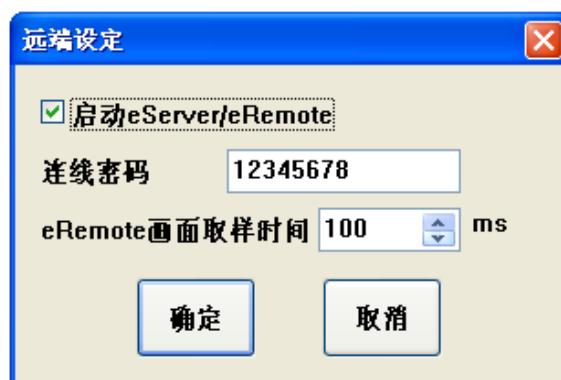 远端设定
启动eServer/eRemote
连线密码 12345678
eRemote画面取样时间 100 ms
确定 取消